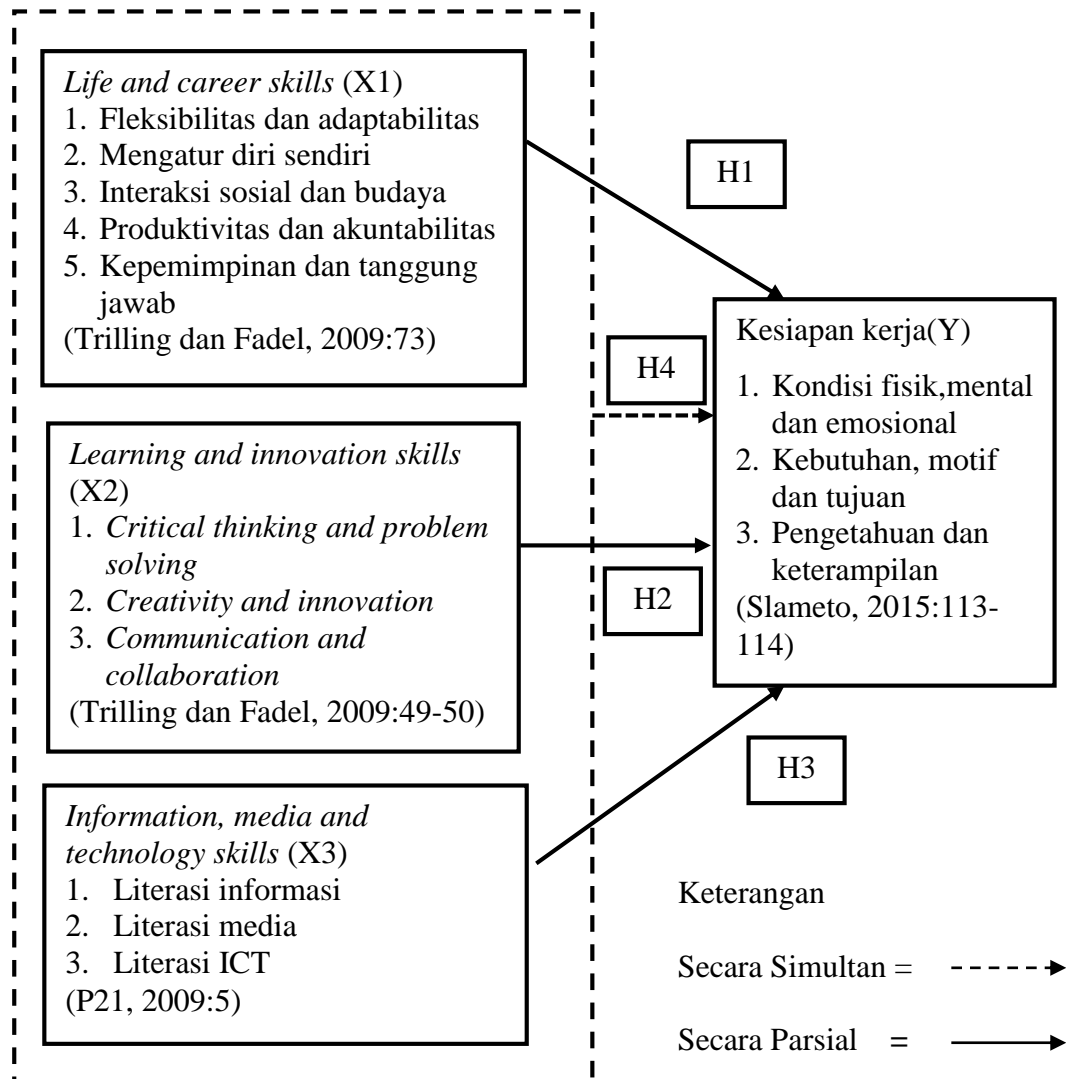 Life and career skills (X1)
1. Fleksibilitas dan adaptabilitas
2. Mengatur diri sendiri
3. Interaksi sosial dan budaya
4. Produktivitas dan akuntabilitas
5. Kepemimpinan dan tanggung
jawab
(Trilling dan Fadel, 2009:73)
H1
Learning and innovation skills
(X2)
1. Critical thinking and problem
solving
2. Creativity and innovation
3. Communication and
collaboration
(Trilling dan Fadel, 2009:49-50)
H4
H2
Kesiapan kerja(Y)
1. Kondisi fisik,mental
dan emosional
2. Kebutuhan, motif
dan tujuan
3. Pengetahuan dan
keterampilan
(Slameto, 2015:113-
114)
Information, media and
technology skills (X3)
1. Literasi informasi
2. Literasi media
3. Literasi ICT
(P21, 2009:5)
H3
Keterangan
Secara Simultan =
Secara Parsial =